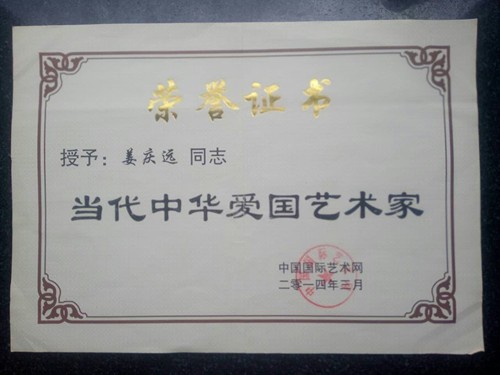 荣誉证书
授予：姜庆远 同志
当代中华爱国艺术家
中国国际艺术网
二零一四年三月